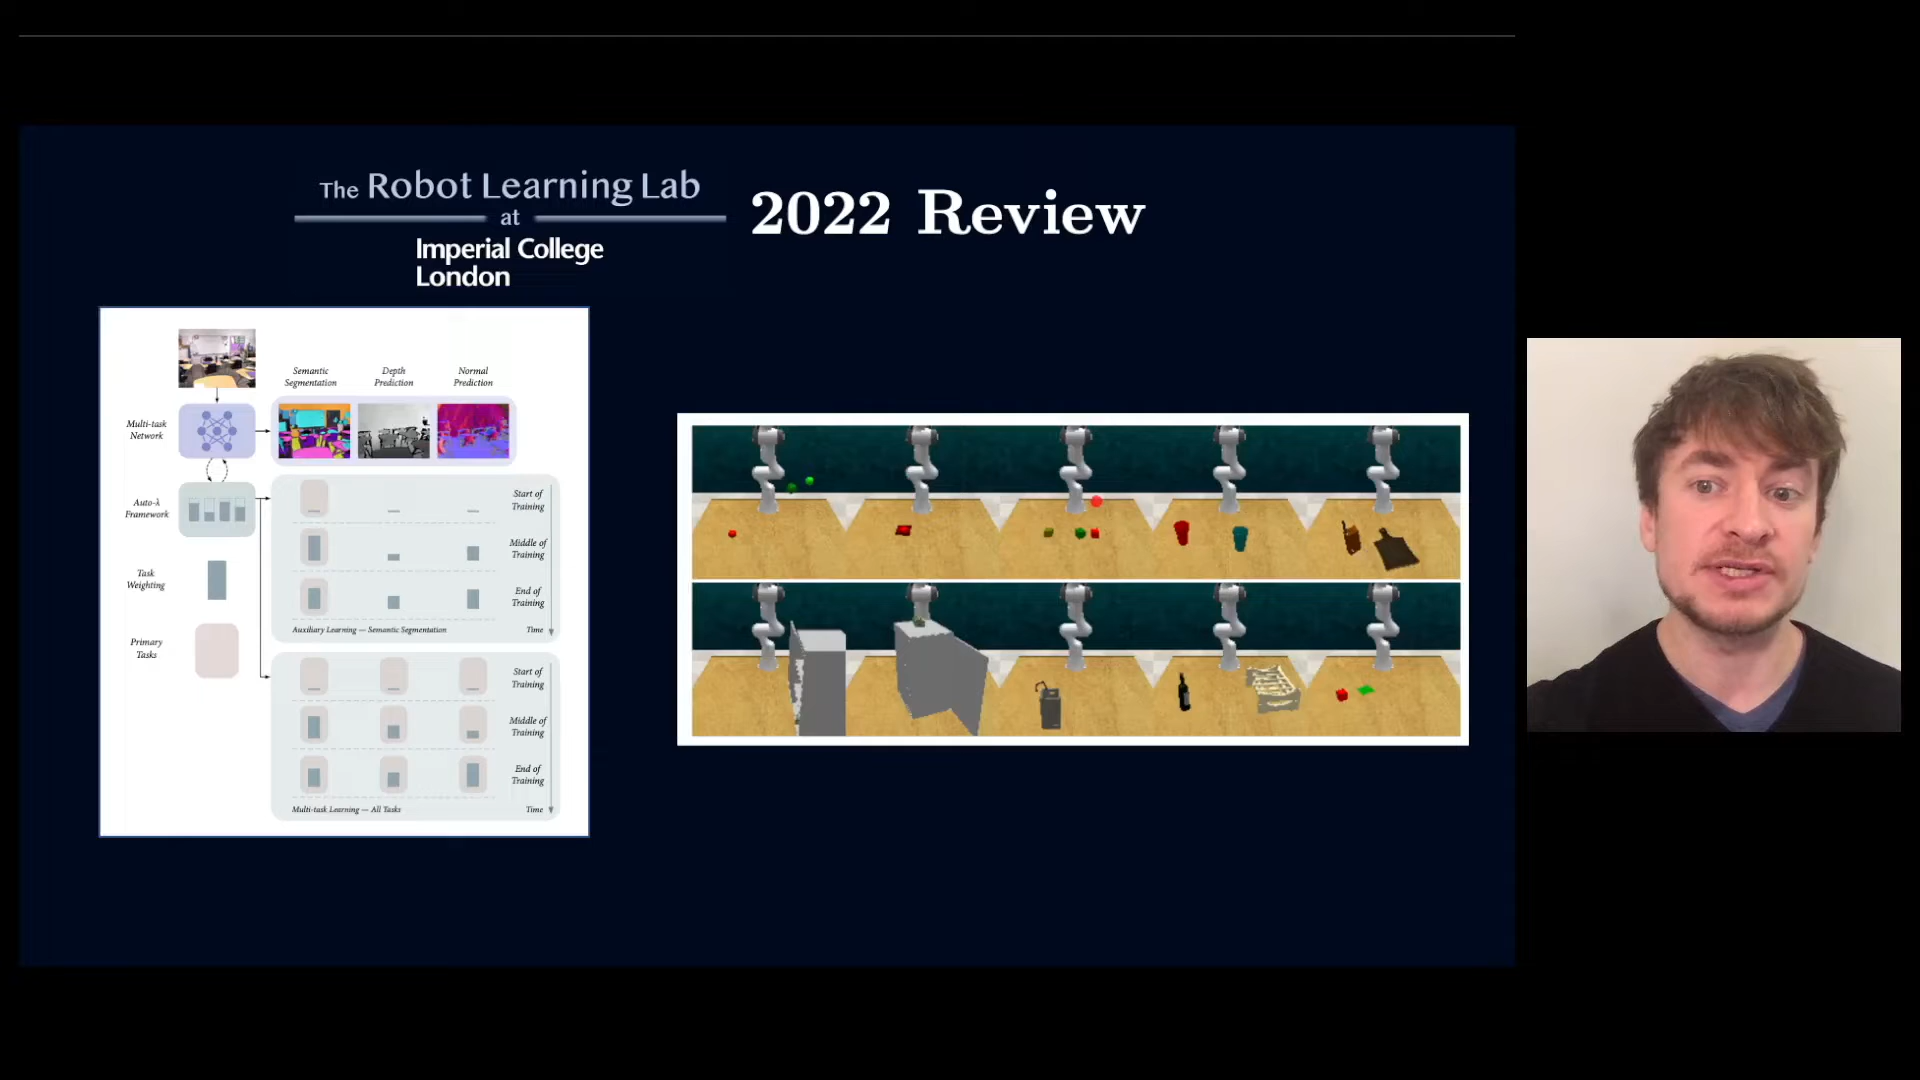 The Robot Learning Lab
at
Imperial College
London
2022 Review
Semantic
Segmentation
Depth
Prediction
Normal
Prediction
Multi-task
Network
Auto-λ
Framework
Task
Weighting
Primary
Tasks
Start of
Training
Middle of
Training
End of
Training
Auxiliary Learning — Semantic Segmentation
Time
Start of
Training
Middle of
Training
End of
Training
Multi-task Learning — All Tasks
Time